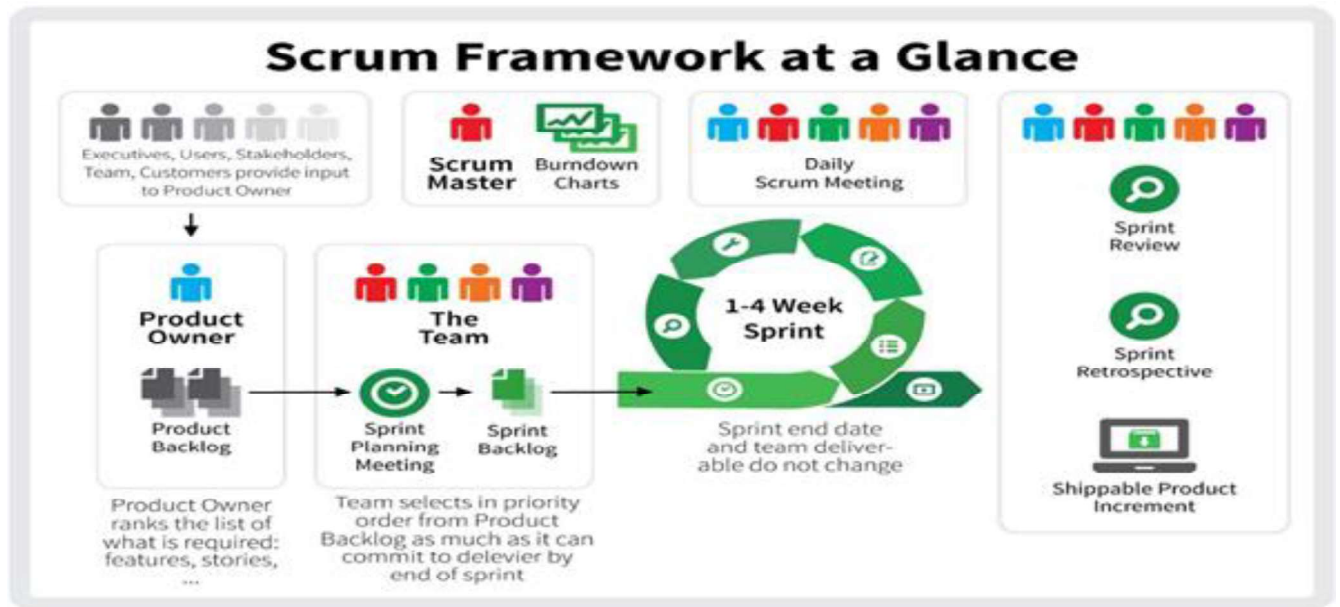 Scrum Framework at a Glance
Executives, Users, Stakeholders,
Team, Customers provide input
to Product Owner
Scrum
Master
Burndown
Charts
Daily
Scrum Meeting
Product
Owner
Product
Backlog
Product Owner
ranks the list of
what is required:
features, stories,
...
The
Team
Sprint
Planning
Meeting
Sprint
Backlog
Team selects in priority
order from Product
Backlog as much as it can
commit to delevier by
end of sprint
1-4 Week
Sprint
Sprint end date
and team deliver-
able do not change
Sprint
Review
Sprint
Retrospective
Shippable Product
Increment